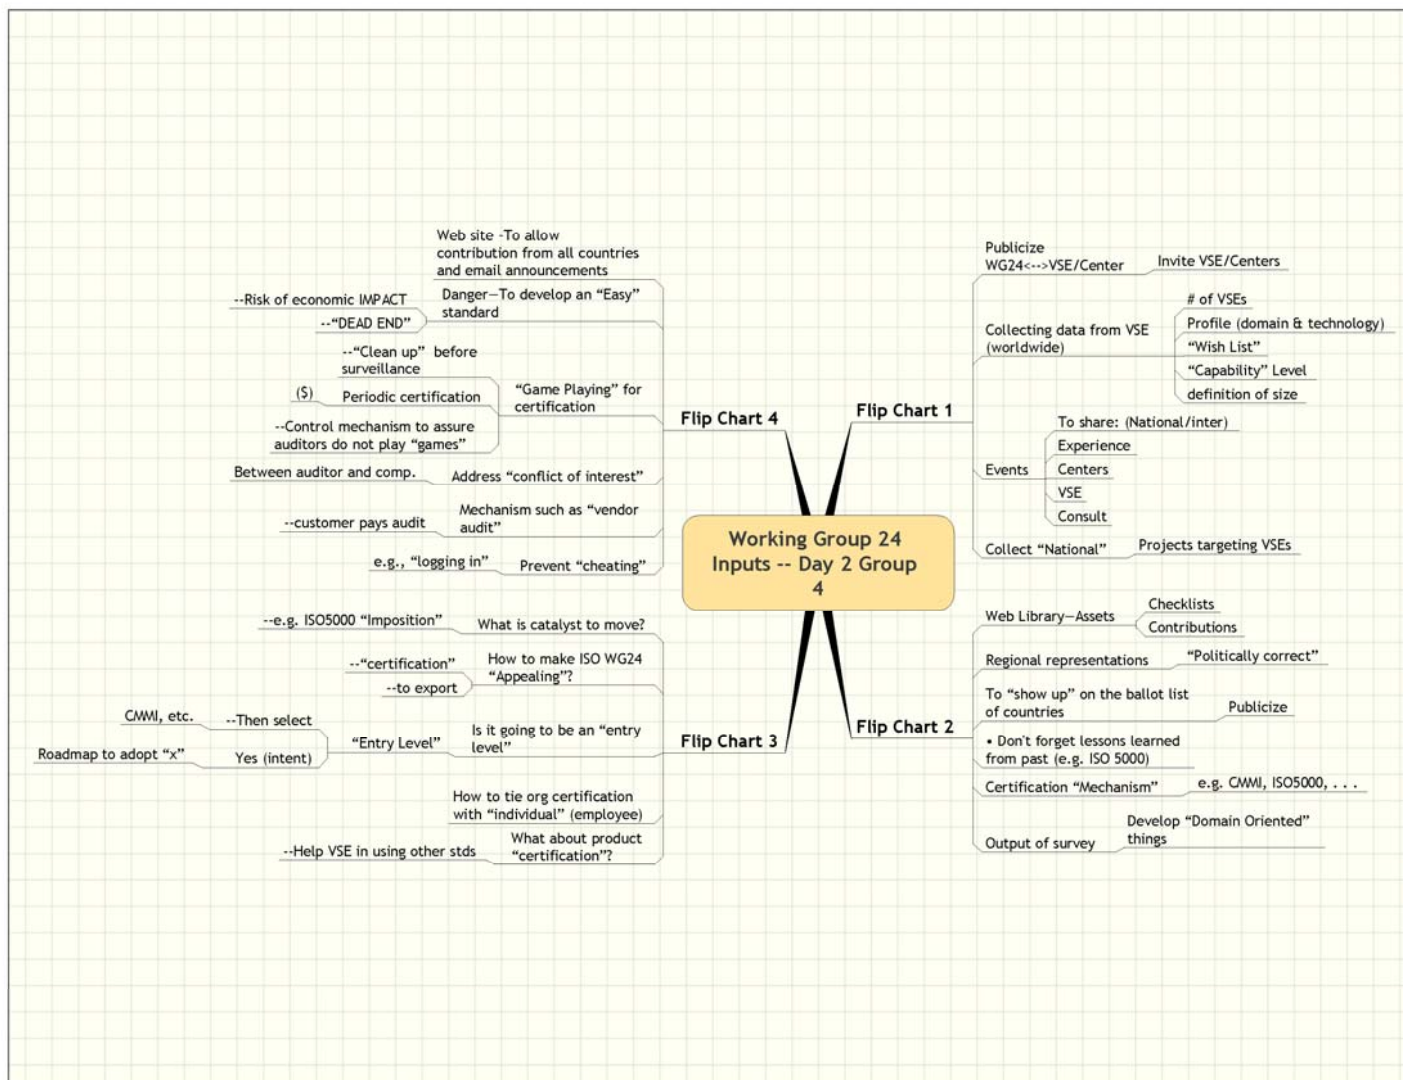 Working Group 24
Inputs -- Day 2 Group
4
Flip Chart 1
Publicize
WG24<-->VSE/Center
Invite VSE/Centers
Collecting data from VSE
(worldwide)
# of VSEs
Profile (domain & technology)
“Wish List”
“Capability” Level
definition of size
Events
To share: (National/inter)
Experience
Centers
VSE
Consult
Collect “National”
Projects targeting VSEs
Flip Chart 2
Web Library—Assets
Checklists
Contributions
Regional representations
“Politically correct”
To “show up” on the ballot list
of countries
Publicize
• Don't forget lessons learned
from past (e.g. ISO 5000)
Certification “Mechanism”
e.g. CMMI, ISO5000, . . .
Output of survey
Develop “Domain Oriented”
things
Flip Chart 3
What is catalyst to move?
--e.g. ISO5000 “Imposition”
How to make ISO WG24
“Appealing”?
--“certification”
--to export
Is it going to be an “entry
level”
“Entry Level”
--Then select
CMMI, etc.
Yes (intent)
Roadmap to adopt “x”
How to tie org certification
with “individual” (employee)
What about product
“certification”?
--Help VSE in using other stds
Flip Chart 4
Web site -To allow
contribution from all countries
and email announcements
Danger—To develop an “Easy”
standard
--Risk of economic IMPACT
--“DEAD END”
“Game Playing” for
certification
--“Clean up” before
surveillance
Periodic certification
($)
--Control mechanism to assure
auditors do not play “games”
Address “conflict of interest”
Between auditor and comp.
Mechanism such as “vendor
audit”
--customer pays audit
Prevent “cheating”
e.g., “logging in”